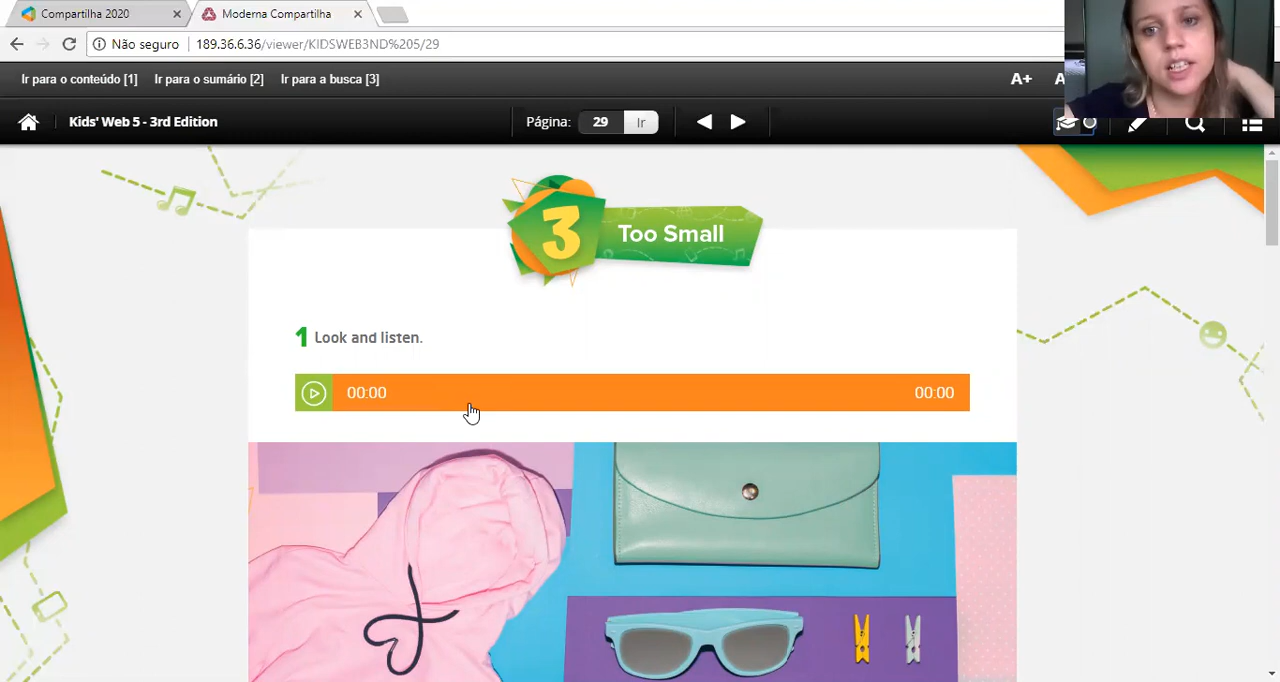 Compartilha 2020
Moderna Compartilha
Não seguro
189.36.6.36/viewer/KIDSWEB3ND%205/29
Ir para o conteúdo [1] Ir para o sumário [2] Ir para a busca [3]
A+
Kids' Web 5 - 3rd Edition
Página: 29 Ir
3
Too Small
1 Look and listen.
00:00 00:00